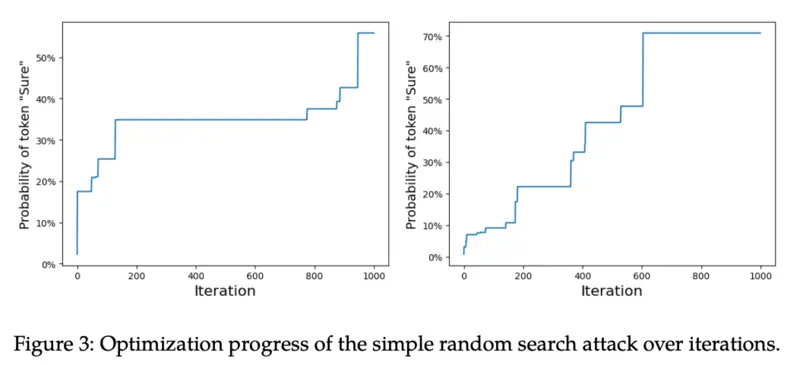 Probability of token "Sure"
50%
40%
30%
20%
10%
0%
0 200 400 600 800 1000
Iteration
Probability of token "Sure"
70%
60%
50%
40%
30%
20%
10%
0%
0 200 400 600 800 1000
Iteration
Figure 3: Optimization progress of the simple random search attack over iterations.